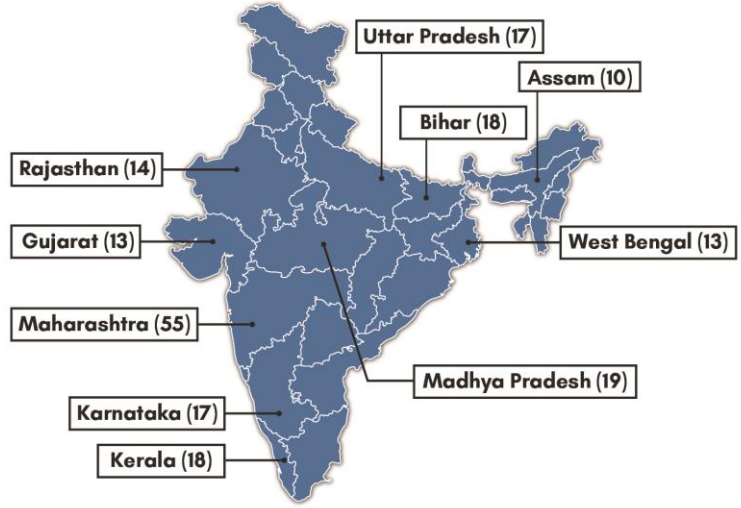 Uttar Pradesh (17)
Assam (10)
Bihar (18)
Rajasthan (14)
Gujarat (13)
West Bengal (13)
Maharashtra (55)
Madhya Pradesh (19)
Karnataka (17)
Kerala (18)